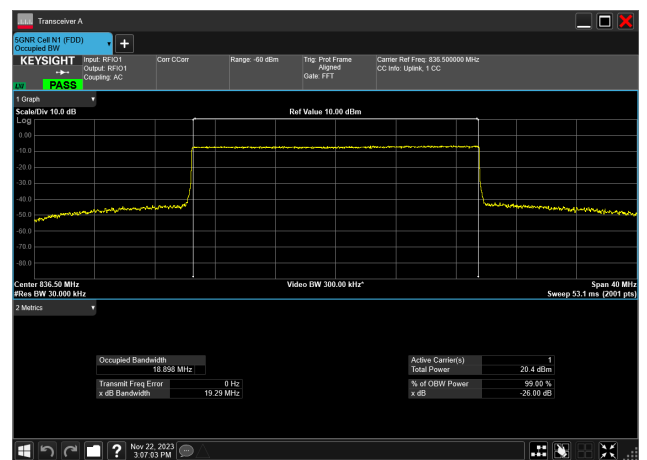 Transceiver A
5GNR Cell N1 (FDD)
Occupied BW
KEYSIGHT
Input: RFIO1
Output: RFIO1
Coupling: AC
Corr CCorr
Range: -60 dBm
Trig: Prot Frame
Aligned
Gate: FFT
Carrier Ref Freq: 836.500000 MHz
CC Info: Uplink, 1 CC
LV
PASS
1 Graph
Scale/Div 10.0 dB
Ref Value 10.00 dBm
Log
0.00
-10.0
-20.0
-30.0
-40.0
-50.0
-60.0
-70.0
-80.0
Center 836.50 MHz
Video BW 300.00 kHz*
Span 40 MHz
#Res BW 30.000 kHz
Sweep 53.1 ms (2001 pts)
2 Metrics
Occupied Bandwidth
18.898 MHz
Active Carrier(s) 1
Total Power 20.4 dBm
Transmit Freq Error 0 Hz
x dB Bandwidth 19.29 MHz
% of OBW Power 99.00 %
x dB -26.00 dB
?
Nov 22, 2023
3:07:03 PM